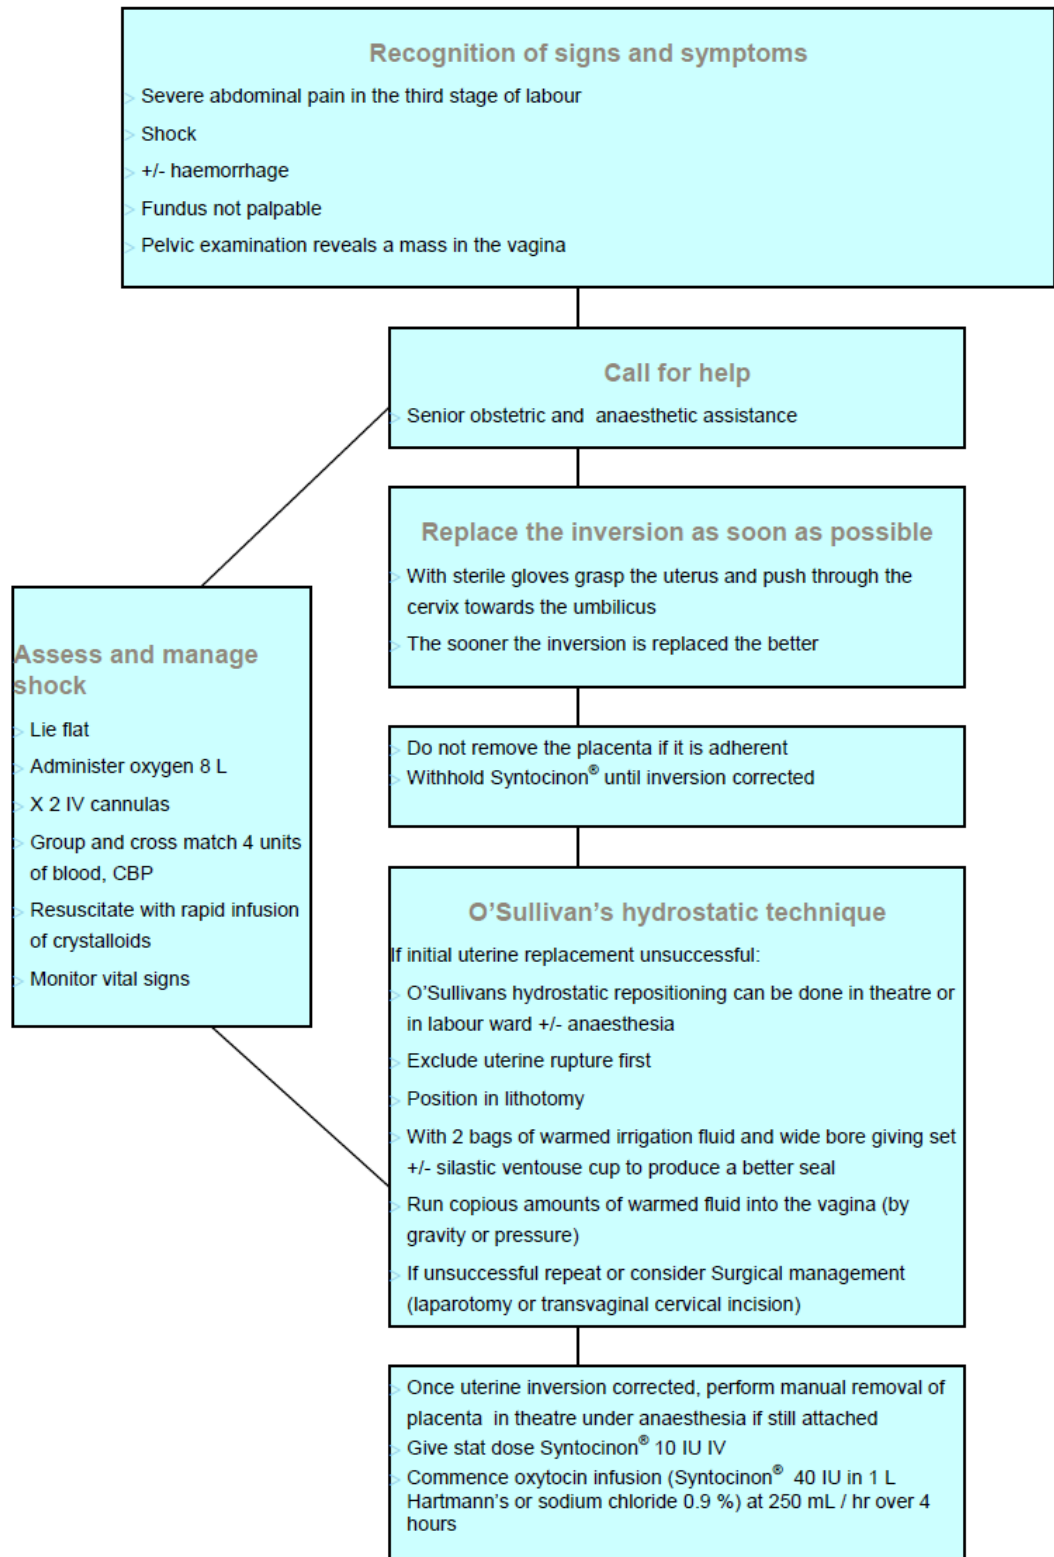 Recognition of signs and symptoms
> Severe abdominal pain in the third stage of labour
> Shock
> +/- haemorrhage
> Fundus not palpable
> Pelvic examination reveals a mass in the vagina
Call for help
> Senior obstetric and anaesthetic assistance
Replace the inversion as soon as possible
> With sterile gloves grasp the uterus and push through the
cervix towards the umbilicus
> The sooner the inversion is replaced the better
Assess and manage
shock
> Lie flat
> Administer oxygen 8 L
> X 2 IV cannulas
> Group and cross match 4 units
of blood, CBP
> Resuscitate with rapid infusion
of crystalloids
> Monitor vital signs
> Do not remove the placenta if it is adherent
> Withhold Syntocinon® until inversion corrected
O’Sullivan’s hydrostatic technique
If initial uterine replacement unsuccessful:
> O’Sullivans hydrostatic repositioning can be done in theatre or
in labour ward +/- anaesthesia
> Exclude uterine rupture first
> Position in lithotomy
> With 2 bags of warmed irrigation fluid and wide bore giving set
+/- silastic ventouse cup to produce a better seal
> Run copious amounts of warmed fluid into the vagina (by
gravity or pressure)
> If unsuccessful repeat or consider Surgical management
(laparotomy or transvaginal cervical incision)
> Once uterine inversion corrected, perform manual removal of
placenta in theatre under anaesthesia if still attached
> Give stat dose Syntocinon® 10 IU IV
> Commence oxytocin infusion (Syntocinon® 40 IU in 1 L
Hartmann’s or sodium chloride 0.9 %) at 250 mL / hr over 4
hours